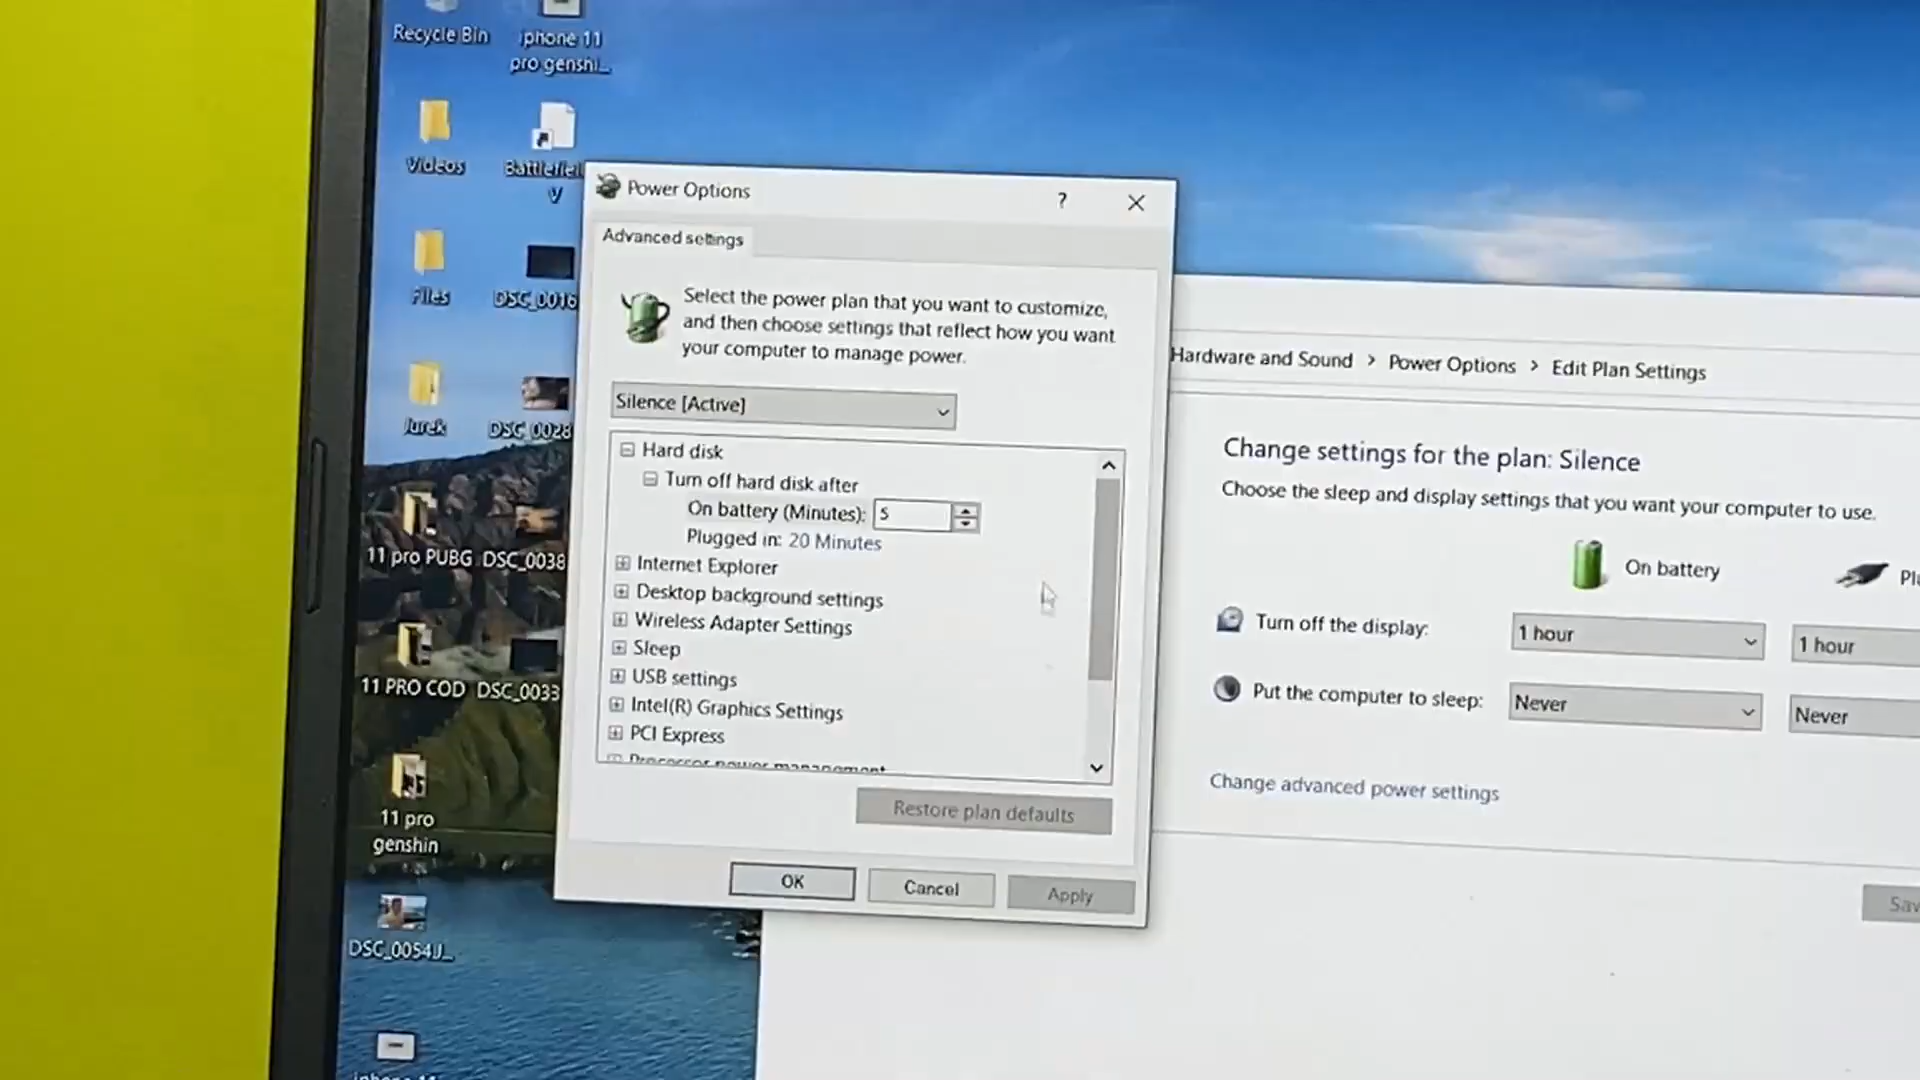 Recycle Bin
iphone 11
pro genshi...
Videos
Battlefiel
V
Files
DSC_0016
Jurek
DSC_0028
11 pro PUBG
DSC_0038
11 PRO COD
DSC_0033
11 pro
genshin
DSC_0054JJ...
Power Options
?
Advanced settings
Select the power plan that you want to customize,
and then choose settings that reflect how you want
your computer to manage power.
Silence [Active]
Hard disk
Turn off hard disk after
On battery (Minutes): 5
Plugged in: 20 Minutes
Internet Explorer
Desktop background settings
Wireless Adapter Settings
Sleep
USB settings
Intel(R) Graphics Settings
PCI Express
Processor power management
Restore plan defaults
OK
Cancel
Apply
Hardware and Sound > Power Options > Edit Plan Settings
Change settings for the plan: Silence
Choose the sleep and display settings that you want your computer to use.
On battery
Turn off the display:
1 hour
1 hour
Put the computer to sleep:
Never
Never
Change advanced power settings